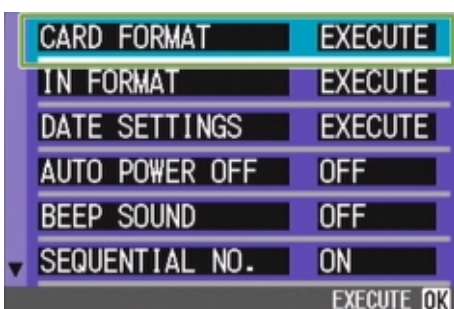 CARD FORMAT EXECUTE
IN FORMAT EXECUTE
DATE SETTINGS EXECUTE
AUTO POWER OFF OFF
BEEP SOUND OFF
SEQUENTIAL NO. ON
EXECUTE OK